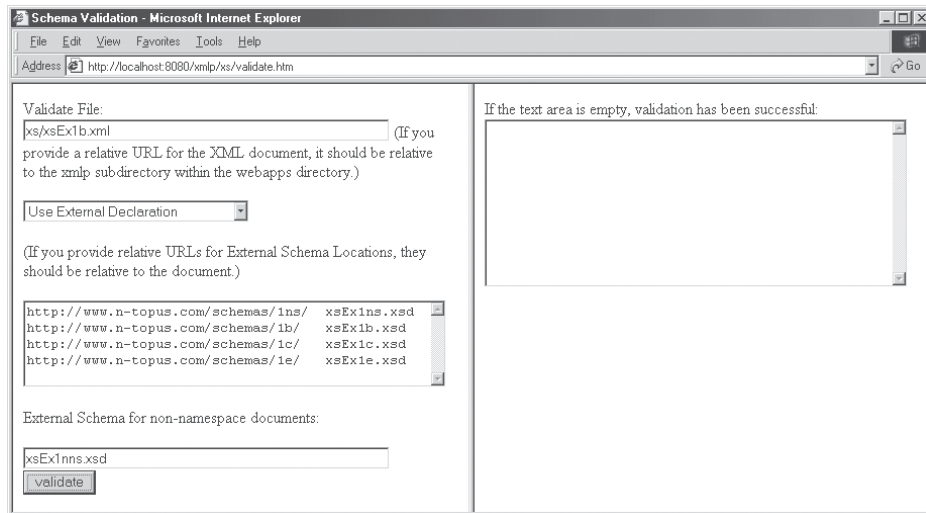 Schema Validation - Microsoft Internet Explorer
File Edit View Favorites Tools Help
Address http://localhost:8080/xmlp/xs/validate.htm Go
Validate File:
xs/xsEx1b.xml (If you
provide a relative URL for the XML document, it should be relative
to the xmlp subdirectory within the webapps directory.)
Use External Declaration
(If you provide relative URLs for External Schema Locations, they
should be relative to the document.)
http://www.n-topus.com/schemas/1ns/ xsEx1ns.xsd
http://www.n-topus.com/schemas/1b/ xsEx1b.xsd
http://www.n-topus.com/schemas/1c/ xsEx1c.xsd
http://www.n-topus.com/schemas/1e/ xsEx1e.xsd
External Schema for non-namespace documents:
xsEx1nns.xsd
validate
If the text area is empty, validation has been successful: